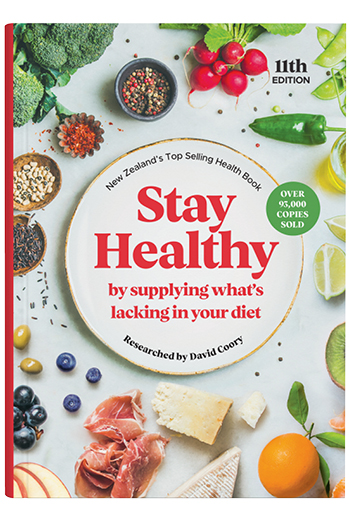 11th
EDITION
New Zealand's Top Selling Health Book
Stay
Healthy
OVER
95,000
COPIES
SOLD
by supplying what's
lacking in your diet
Researched by David Coory